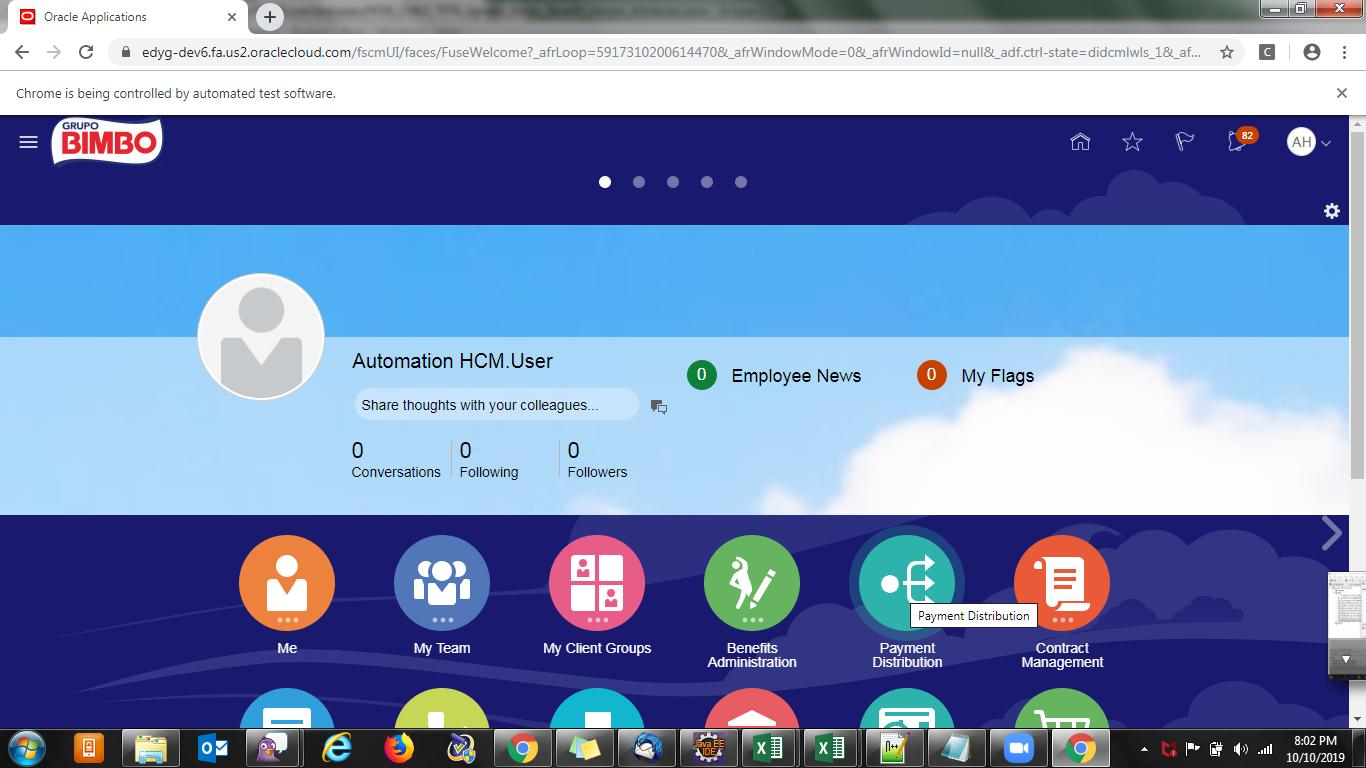 Oracle Applications
edyg-dev6.fa.us2.oraclecloud.com/fscmUI/faces/FuseWelcome?_afrLoop=5917310200614470&_afrWindowMode=0&_afrWindowId=null&_adf.ctrl-state=didcmlwls_1&_af...
C
Chrome is being controlled by automated test software.
GRUPO
BIMBO
82
AH
Automation HCM.User
0 Employee News
0 My Flags
Share thoughts with your colleagues...
0 0 0
Conversations Following Followers
Payment Distribution
Me
My Team
My Client Groups
Benefits
Administration
Payment
Distribution
Contract
Management
Java EE
IDE
8:02 PM
10/10/2019